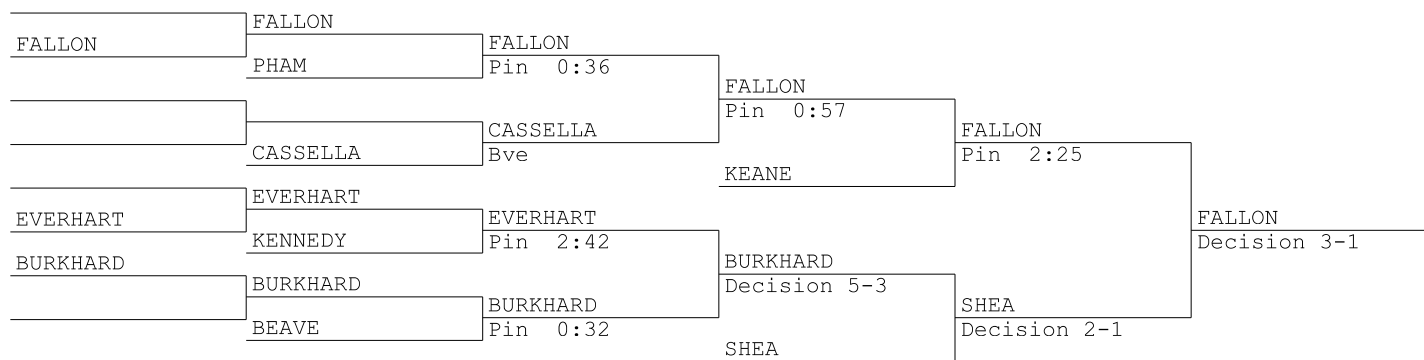 FALLON
FALLON
FALLON
PHAM
Pin 0:36
FALLON
Pin 0:57
CASSELLA
FALLON
CASSELLA
Bve
Pin 2:25
KEANE
EVERHART
EVERHART
EVERHART
FALLON
KENNEDY
Pin 2:42
Decision 3-1
BURKHARD
BURKHARD
BURKHARD
Decision 5-3
BURKHARD
SHEA
BEAVE
Pin 0:32
Decision 2-1
SHEA